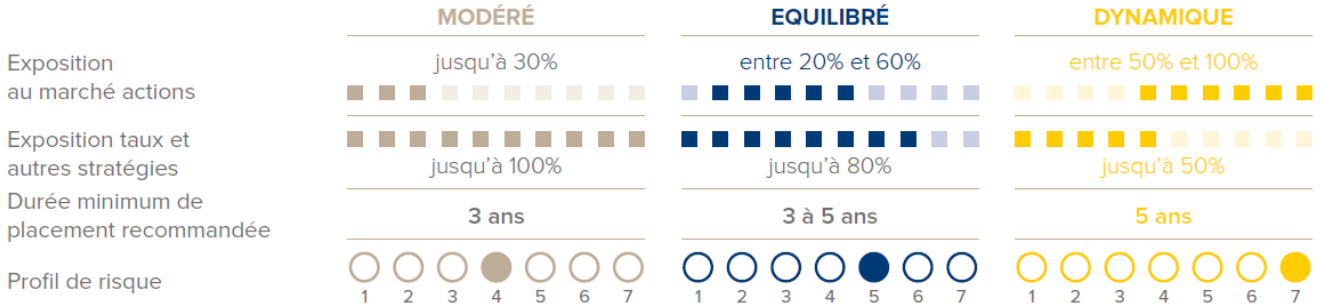 MODÉRÉ EQUILIBRÉ DYNAMIQUE
Exposition
au marché actions
jusqu'à 30% entre 20% et 60% entre 50% et 100%
Exposition taux et
autres stratégies
jusqu'à 100% jusqu'à 80% jusqu'à 50%
Durée minimum de
placement recommandée
3 ans 3 à 5 ans 5 ans
Profil de risque
1 2 3 4 5 6 7 1 2 3 4 5 6 7 1 2 3 4 5 6 7